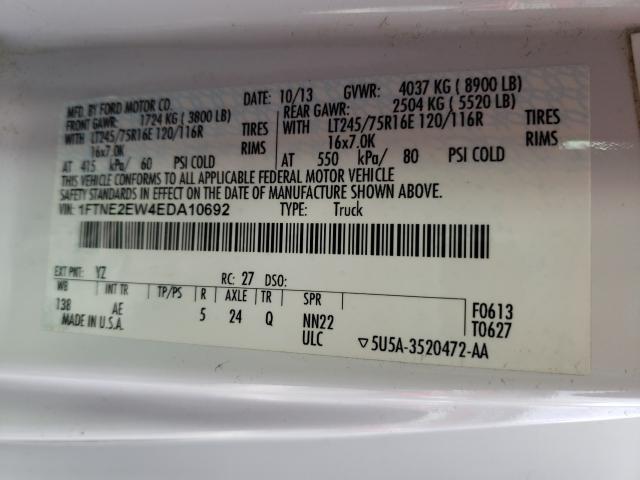 MFD. BY FORD MOTOR CO.
DATE: 10/13 GVWR: 4037 KG ( 8900 LB)
FRONT GAWR: 1724 KG ( 3800 LB)
REAR GAWR: 2504 KG ( 5520 LB)
WITH LT245/75R16E 120/116R TIRES
WITH LT245/75R16E 120/116R TIRES
16x7.0K RIMS
16x7.0K RIMS
AT 415 kPa/ 60 PSI COLD
AT 550 kPa/ 80 PSI COLD
THIS VEHICLE CONFORMS TO ALL APPLICABLE FEDERAL MOTOR VEHICLE
SAFETY STANDARDS IN EFFECT ON THE DATE OF MANUFACTURE SHOWN ABOVE.
VIN: 1FTNE2EW4EDA10692 TYPE: Truck
EXT PNT: YZ RC: 27 DSO:
WB INT TR TP/PS R AXLE TR SPR
138 AE 5 24 Q NN22
F0613
T0627
MADE IN U.S.A. ULC
▽5U5A-3520472-AA